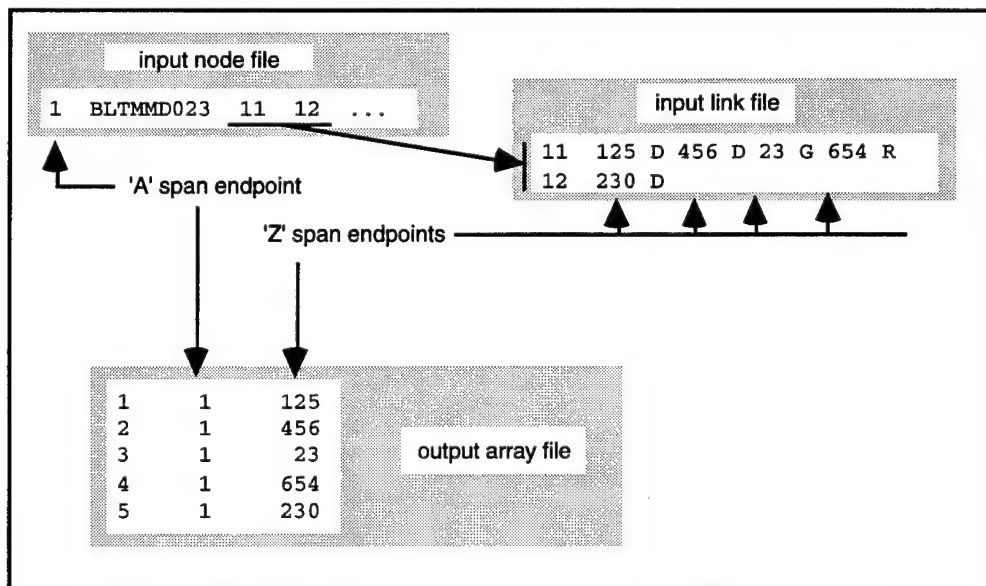 input node file
1 BLTMMD023 11 12 ...
input link file
11 125 D 456 D 23 G 654 R
12 230 D
'A' span endpoint
'Z' span endpoints
1 1 125
2 1 456
3 1 23
4 1 654
5 1 230
output array file